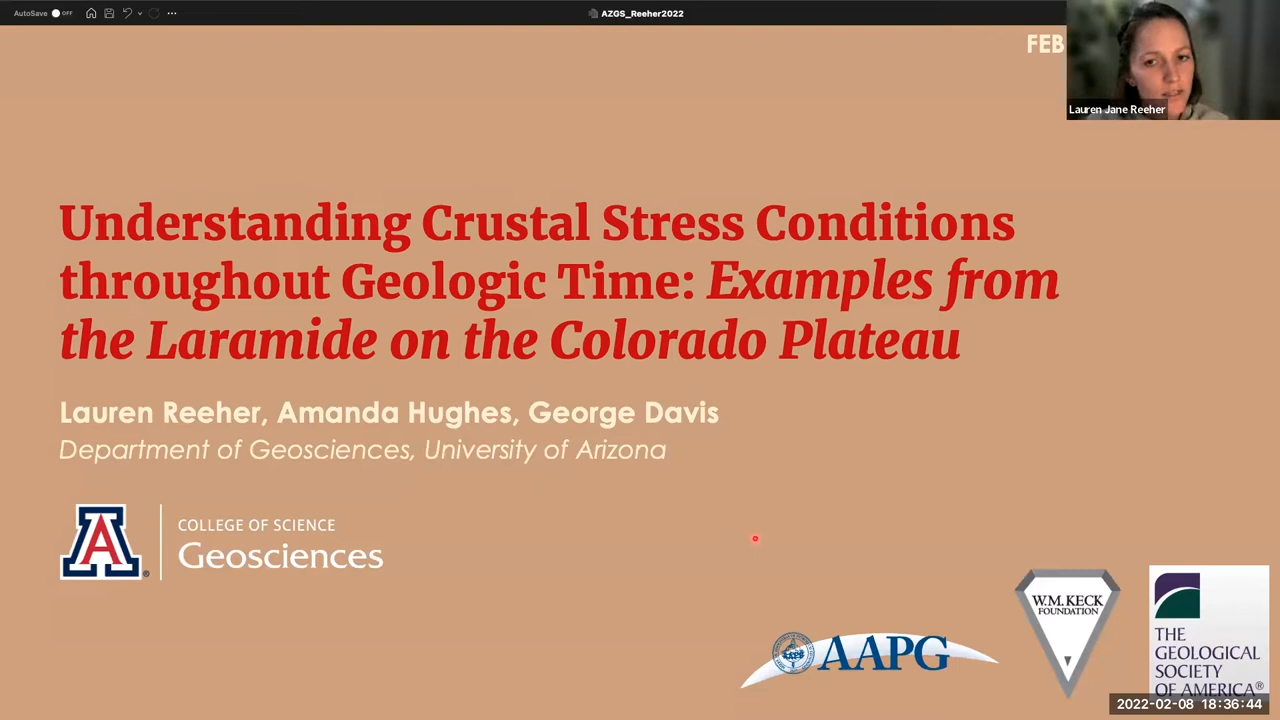 AutoSave OFF
AZGS_Reeher2022
FEB
Lauren Jane Reeher
Understanding Crustal Stress Conditions
throughout Geologic Time: Examples from
the Laramide on the Colorado Plateau
Lauren Reeher, Amanda Hughes, George Davis
Department of Geosciences, University of Arizona
A
®
COLLEGE OF SCIENCE
Geosciences
AAPG
W.M. KECK
FOUNDATION
THE
GEOLOGICAL
SOCIETY
OF AMERICA®
2022-02-08 18:36:44